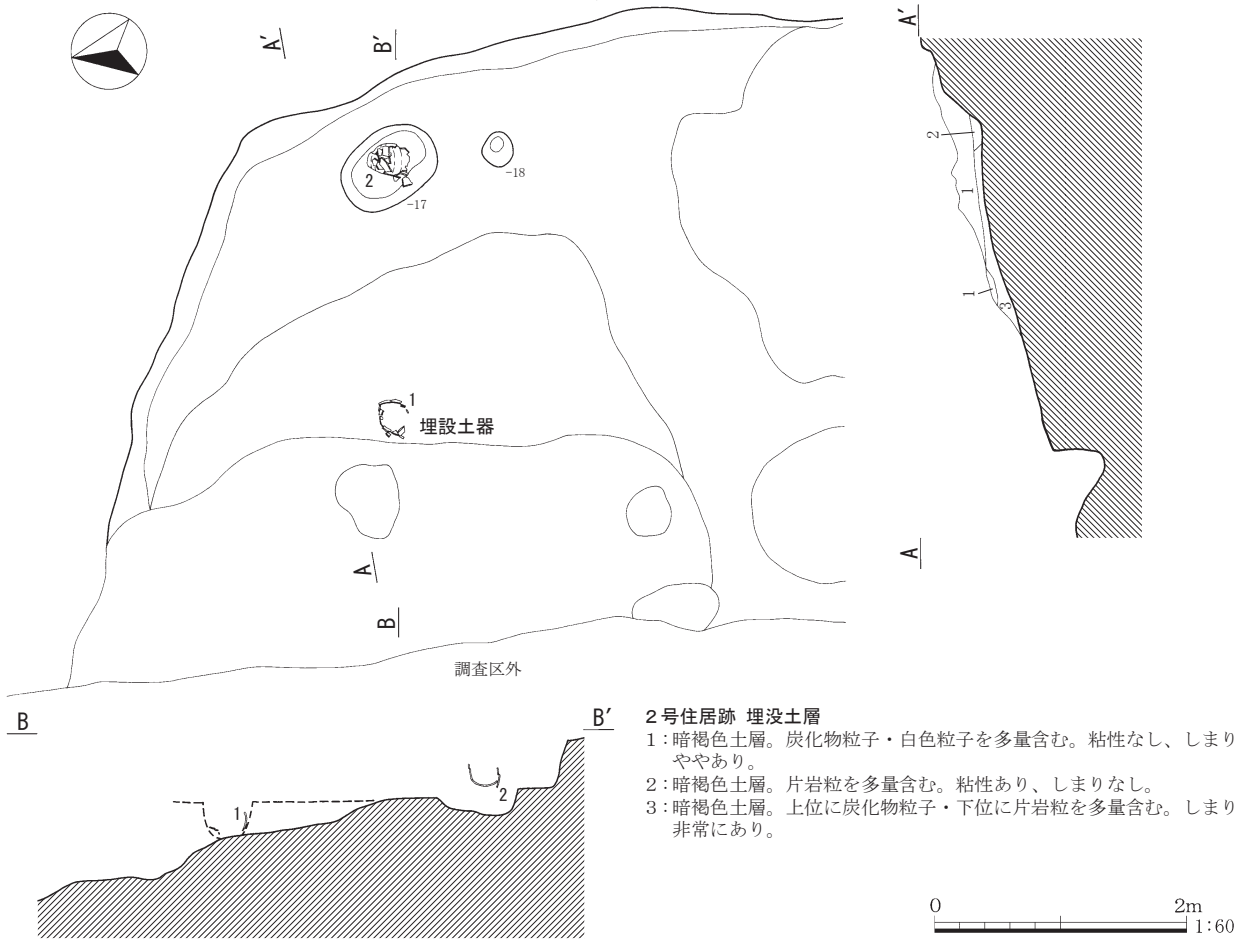 A′
B′
A′
2
-17
-18
2
1
1
3
1
埋設土器
A
B
A
調査区外
B
B′
1
2
2号住居跡 埋没土層
1：暗褐色土層。炭化物粒子・白色粒子を多量含む。粘性なし、しまり
ややあり。
2：暗褐色土層。片岩粒を多量含む。粘性あり、しまりなし。
3：暗褐色土層。上位に炭化物粒子・下位に片岩粒を多量含む。しまり
非常にあり。
0 2m
1:60